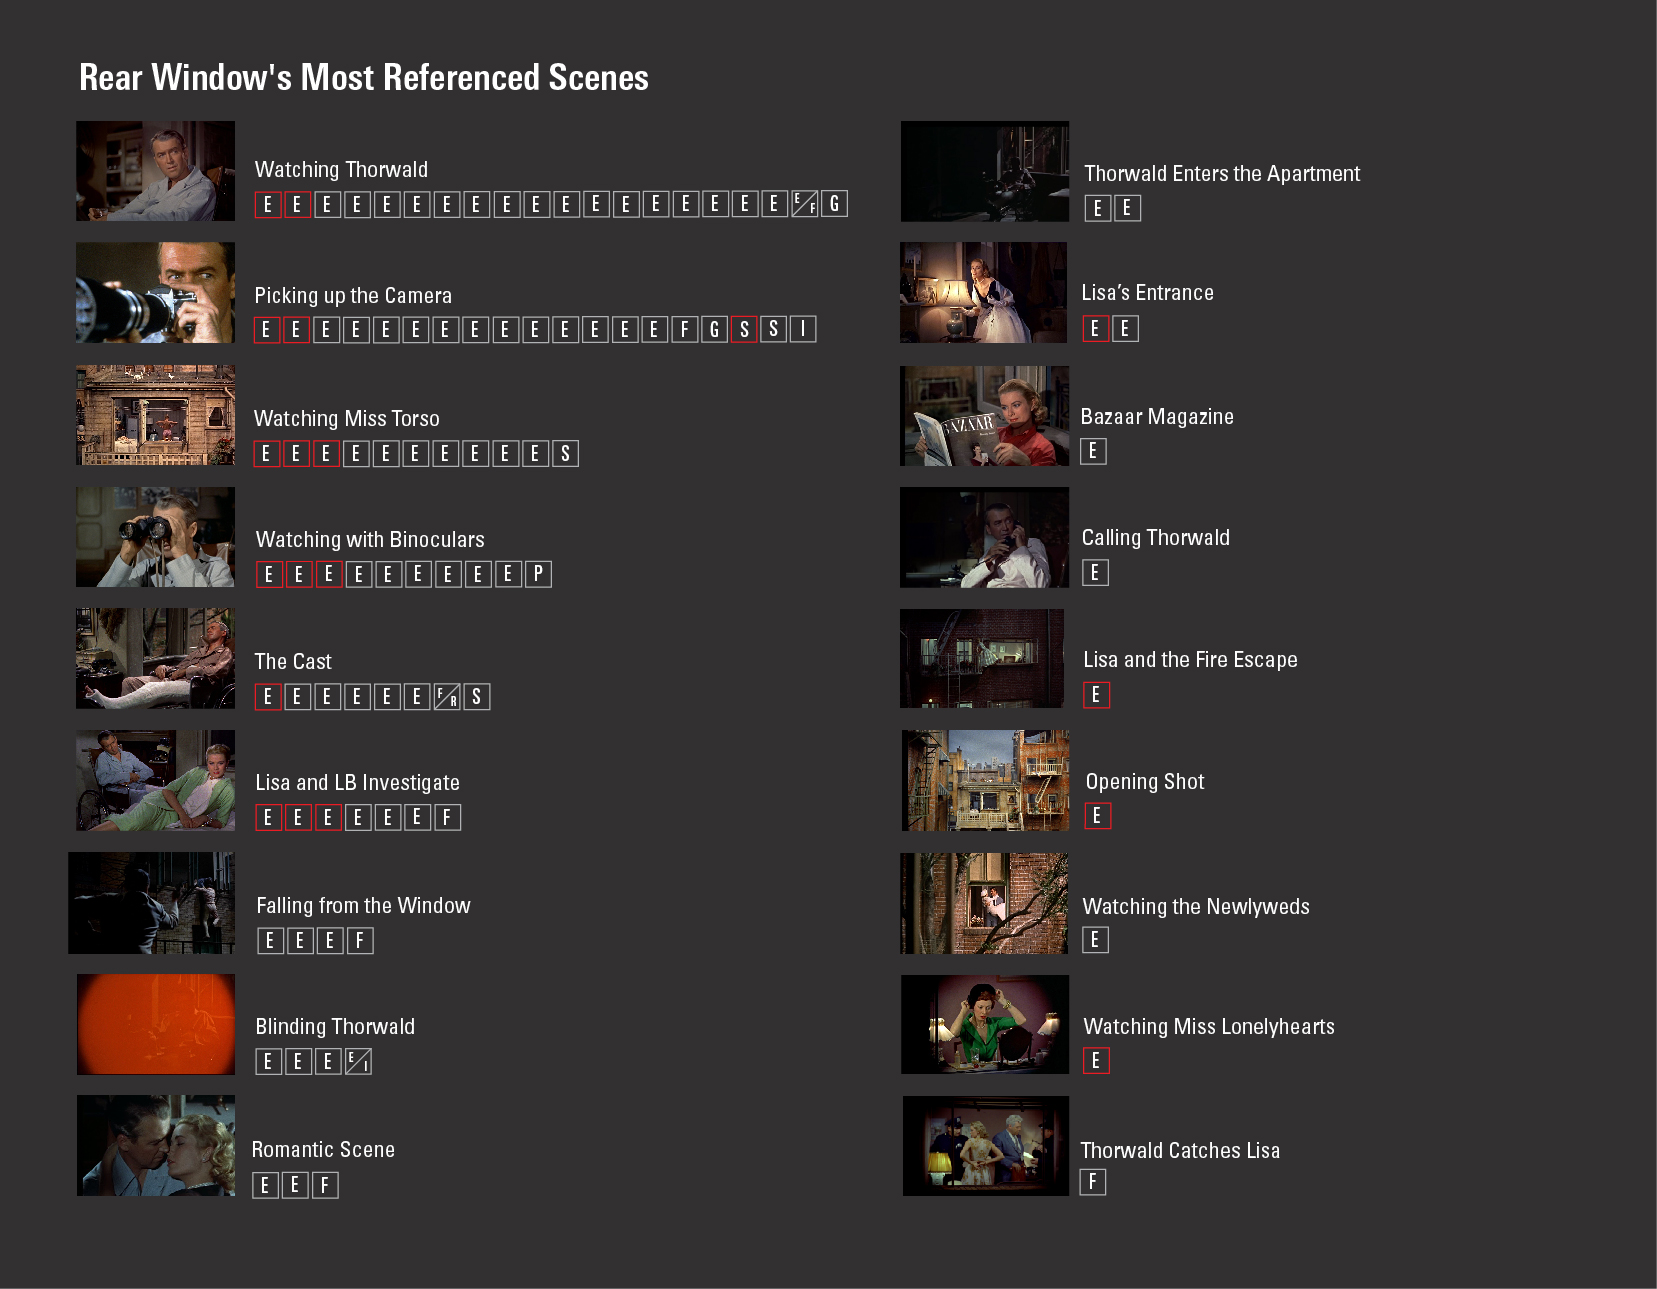 Rear Window's Most Referenced Scenes
Watching Thorwald
E E E E E E E E E E E E E E E E E E E/F G
Picking up the Camera
E E E E E E E E E E E E E E F G S S I
Watching Miss Torso
E E E E E E E E E E S
Watching with Binoculars
E E E E E E E E E P
The Cast
E E E E E E F/R S
Lisa and LB Investigate
E E E E E E F
Falling from the Window
E E E F
Blinding Thorwald
E E E E/I
Romantic Scene
E E F
Thorwald Enters the Apartment
E E
Lisa’s Entrance
E E
BAZAAR
Bazaar Magazine
E
Calling Thorwald
E
Lisa and the Fire Escape
E
Opening Shot
E
Watching the Newlyweds
E
Watching Miss Lonelyhearts
E
Thorwald Catches Lisa
F